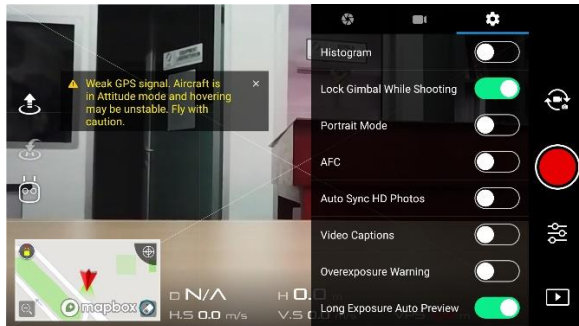 Histogram
Weak GPS signal. Aircraft is
in Attitude mode and hovering
may be unstable. Fly with
caution.
Lock Gimbal While Shooting
Portrait Mode
AFC
Auto Sync HD Photos
Video Captions
Overexposure Warning
Long Exposure Auto Preview
mapbox
D N/A
H 0.0
H.S 0.0 m/s
V.S